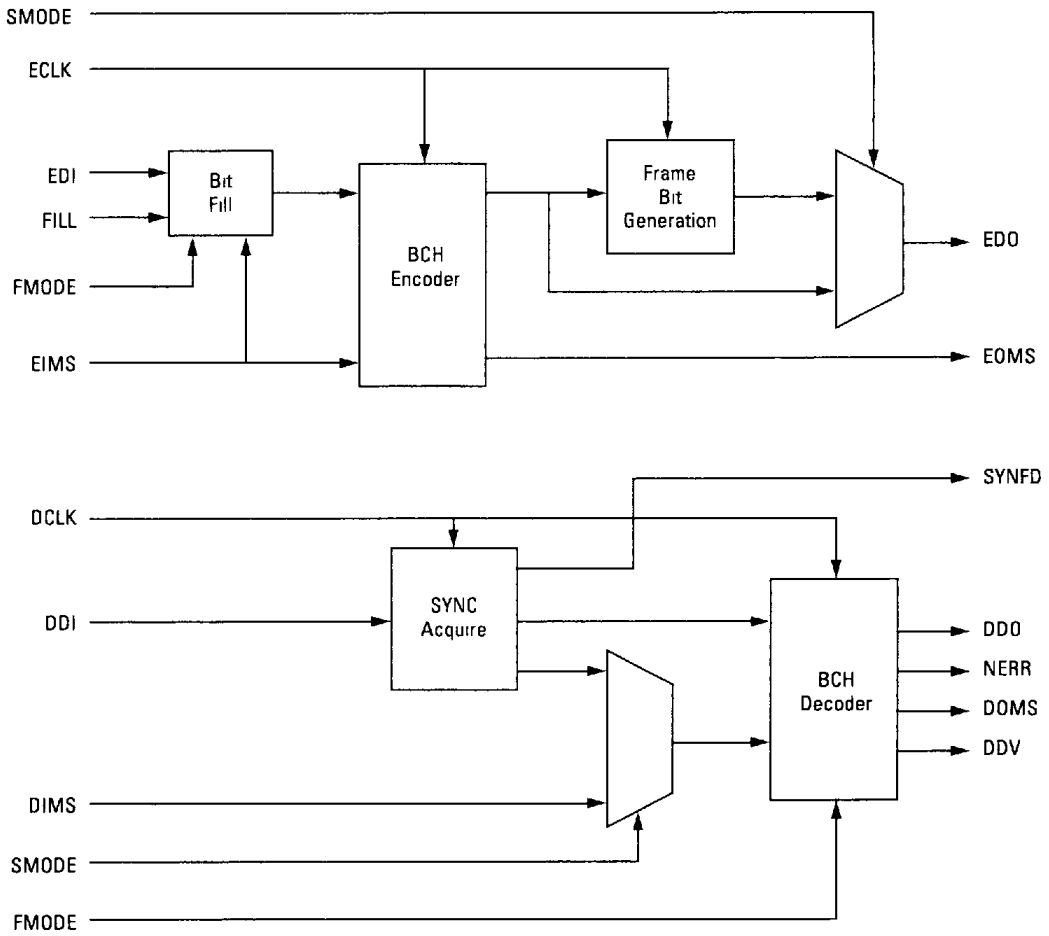 SMODE
ECLK
EDI
FILL
FMODE
EIMS
Bit
Fill
BCH
Encoder
Frame
Bit
Generation
EDO
EOMS
SYNFD
DCLK
DDI
SYNC
Acquire
BCH
Decoder
DDO
NERR
DOMS
DDV
DIMS
SMODE
FMODE